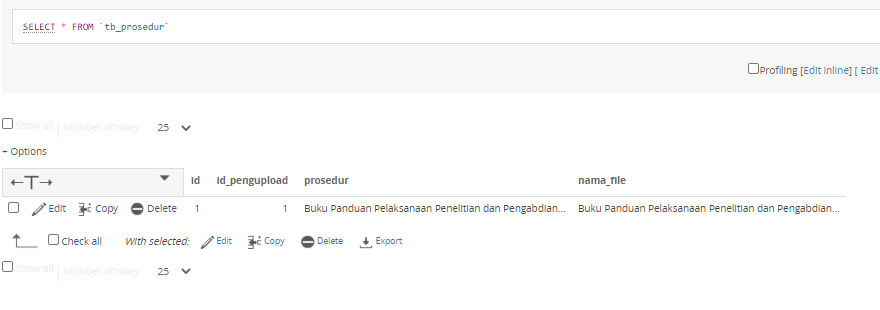 SELECT * FROM `tb_prosedur`
Profiling [Edit inline] [ Edit
Show all | Number of rows: 25
+ Options
←T→ id id_pengupload prosedur nama_file
Edit Copy Delete 1 1 Buku Panduan Pelaksanaan Penelitian dan Pengabdian... Buku Panduan Pelaksanaan Penelitian dan Pengabdian...
Check all With selected: Edit Copy Delete Export
Show all | Number of rows: 25